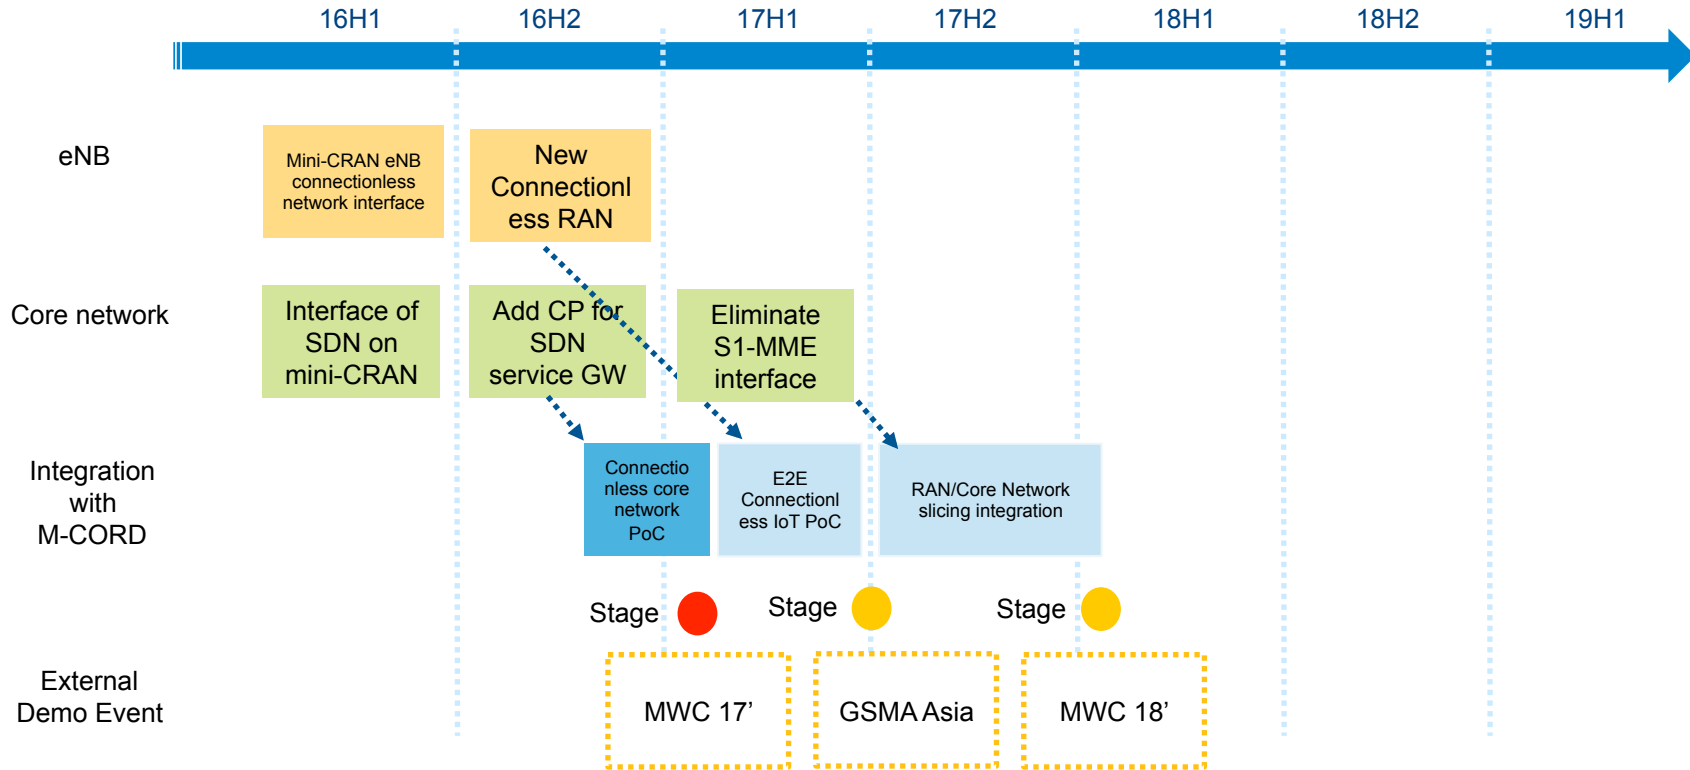 16H1
16H2
17H1
17H2
18H1
18H2
19H1
eNB
Mini-CRAN eNB
connectionless
network interface
New
Connectionl
ess RAN
Core network
Interface of
SDN on
mini-CRAN
Add CP for
SDN
service GW
Eliminate
S1-MME
interface
Integration
with
M-CORD
Connectio
nless core
network
PoC
E2E
Connectionl
ess IoT PoC
RAN/Core Network
slicing integration
Stage
Stage
Stage
External
Demo Event
MWC 17’
GSMA Asia
MWC 18’